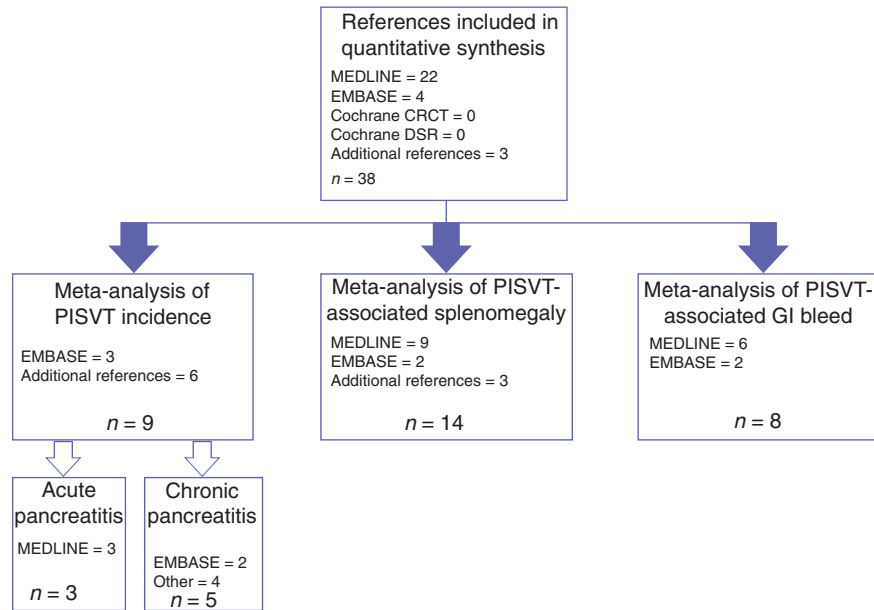 References included in
quantitative synthesis
MEDLINE = 22
EMBASE = 4
Cochrane CRCT = 0
Cochrane DSR = 0
Additional references = 3
n = 38
Meta-analysis of
PISVT incidence
EMBASE = 3
Additional references = 6
n = 9
Meta-analysis of PISVT-
associated splenomegaly
MEDLINE = 9
EMBASE = 2
Additional references = 3
n = 14
Meta-analysis of PISVT-
associated GI bleed
MEDLINE = 6
EMBASE = 2
n = 8
Acute
pancreatitis
MEDLINE = 3
n = 3
Chronic
pancreatitis
EMBASE = 2
Other = 4
n = 5